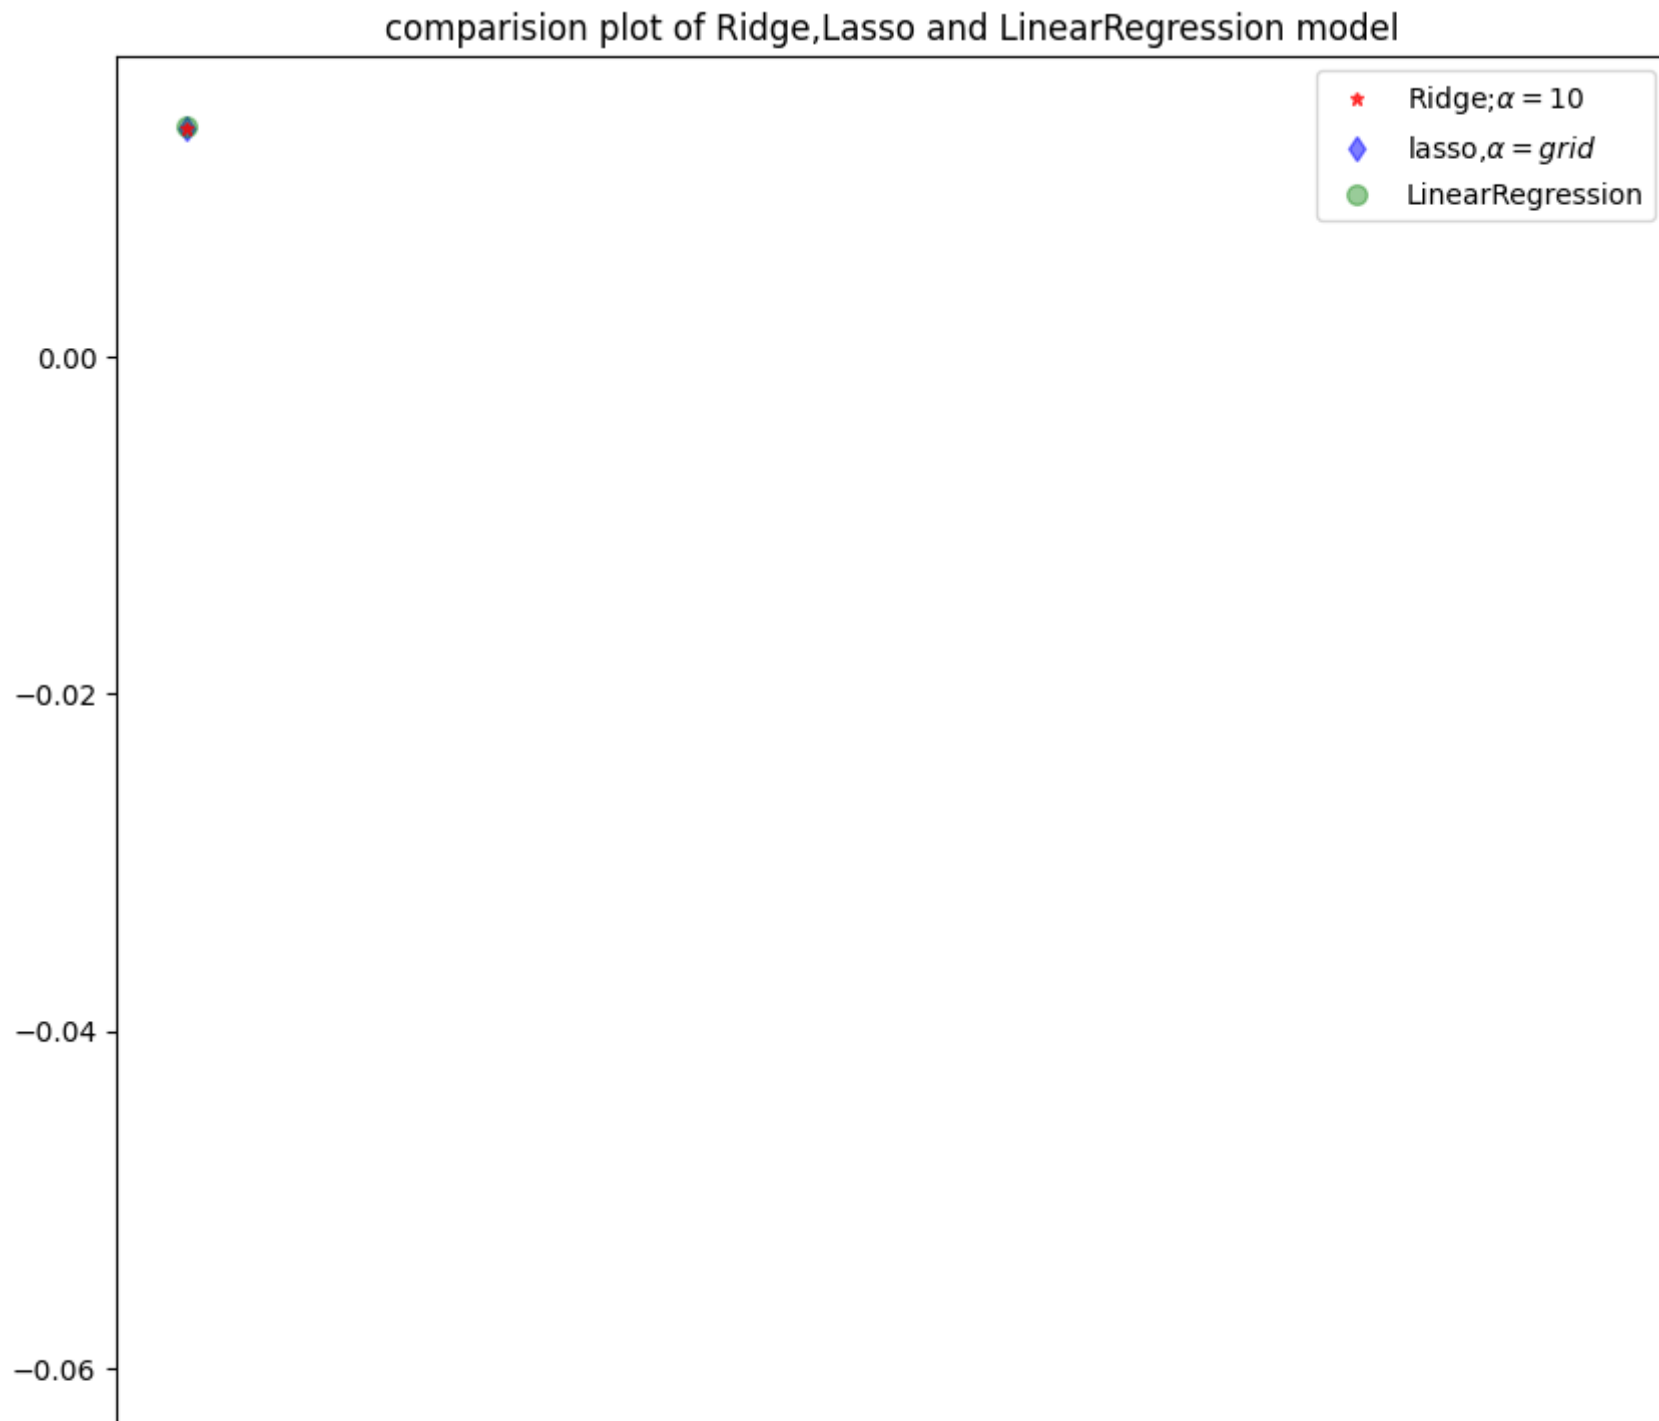 comparision plot of Ridge,Lasso and LinearRegression model
Ridge;α = 10
lasso,α = grid
LinearRegression
0.00
−0.02
−0.04
−0.06